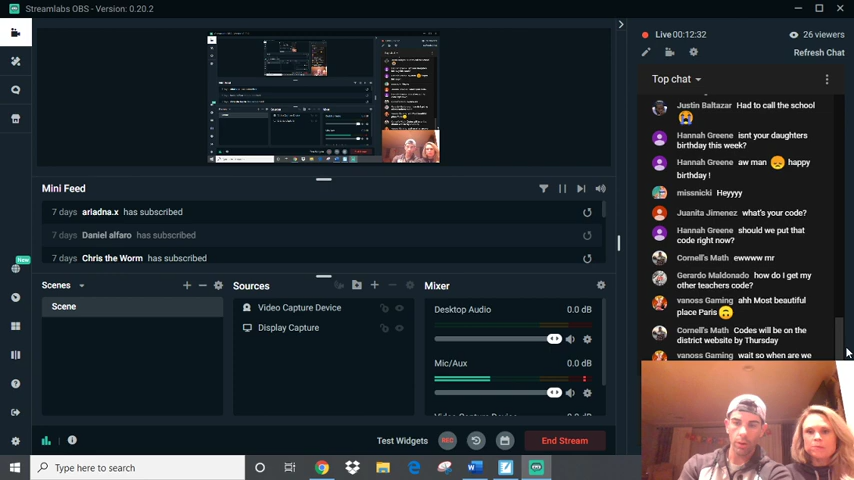 Streamlabs OBS - Version: 0.20.2
Live 00:12:32
26 viewers
Refresh Chat
Top chat
Justin Baltazar Had to call the school
Hannah Greene isnt your daughters
birthday this week?
Hannah Greene aw man 😞 happy
birthday !
missnicki Heyyyy
Juanita Jimenez what's your code?
Hannah Greene should we put that
code right now?
Cornell's Math ewwww mr
Gerardo Maldonado how do I get my
other teachers code?
vanoss Gaming ahh Most beautiful
place Paris 🙃
Cornell's Math Codes will be on the
district website by Thursday
vanoss Gaming wait so when are we
Mini Feed
7 days ariadna.x has subscribed
7 days Daniel alfaro has subscribed
7 days Chris the Worm has subscribed
New
Scenes
Scene
Sources
Video Capture Device
Display Capture
Mixer
Desktop Audio 0.0 dB
Mic/Aux 0.0 dB
Video Capture Device
Test Widgets
REC
End Stream
Type here to search